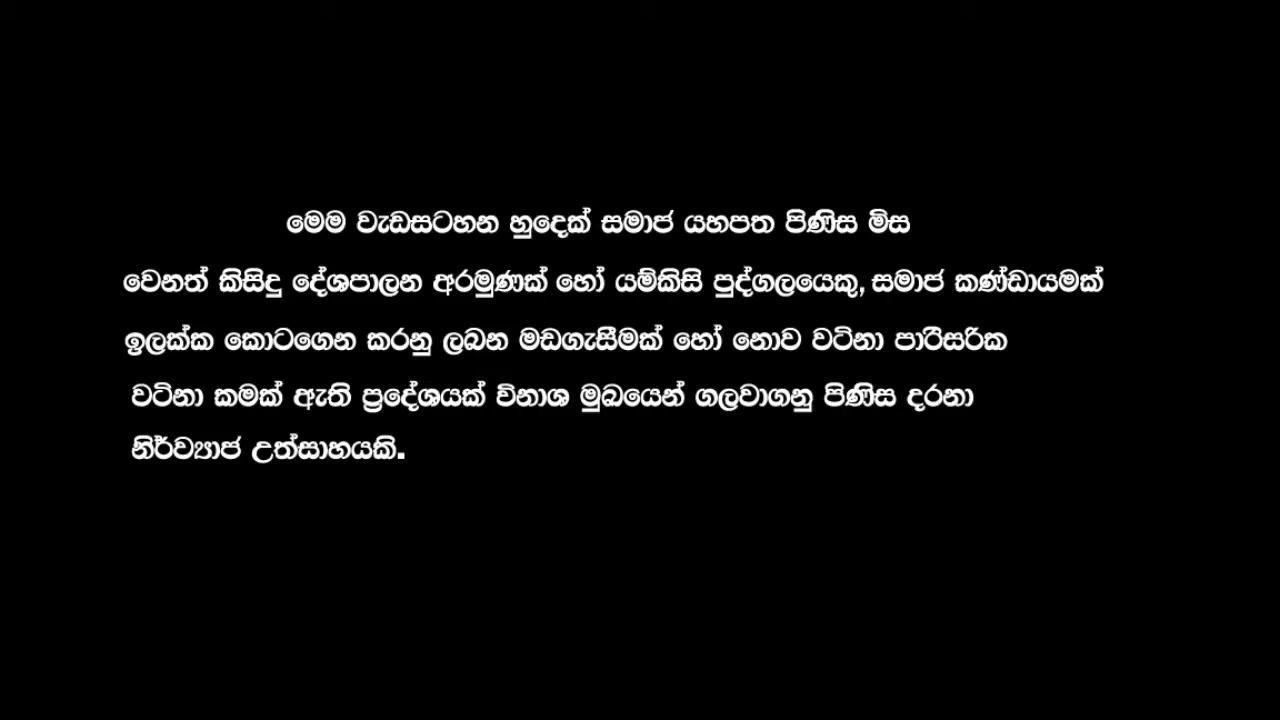 මෙම වැඩසටහන හුදෙක් සමාජ යහපත පිණිස මිස
වෙනත් කිසිදු දේශපාලන අරමුණක් හෝ යම්කිසි පුද්ගලයෙකු, සමාජ කණ්ඩායමක්
ඉලක්ක කොටගෙන කරනු ලබන මඩගැසීමක් හෝ නොව වටිනා පාරිසරික
වටිනා කමක් ඇති ප්‍රදේශයක් විනාශ මුඛයෙන් ගලවාගනු පිණිස දරනා
නිර්ව්‍යාජ උත්සාහයකි.